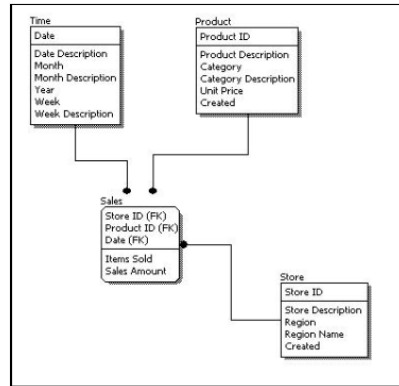 Time
Date
Date Description
Month
Month Description
Year
Week
Week Description
Product
Product ID
Product Description
Category
Category Description
Unit Price
Created
Sales
Store ID (FK)
Product ID (FK)
Date (FK)
Items Sold
Sales Amount
Store
Store ID
Store Description
Region
Region Name
Created